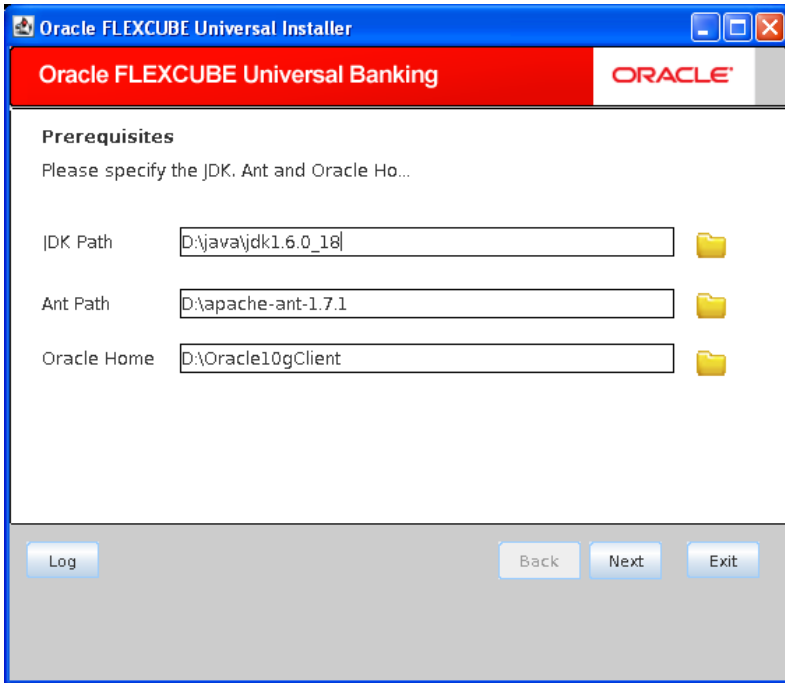 Oracle FLEXCUBE Universal Installer
Oracle FLEXCUBE Universal Banking
ORACLE
Prerequisites
Please specify the JDK. Ant and Oracle Ho...
JDK Path D:\java\jdk1.6.0_18
Ant Path D:\apache-ant-1.7.1
Oracle Home D:\Oracle10gClient
Log Back Next Exit